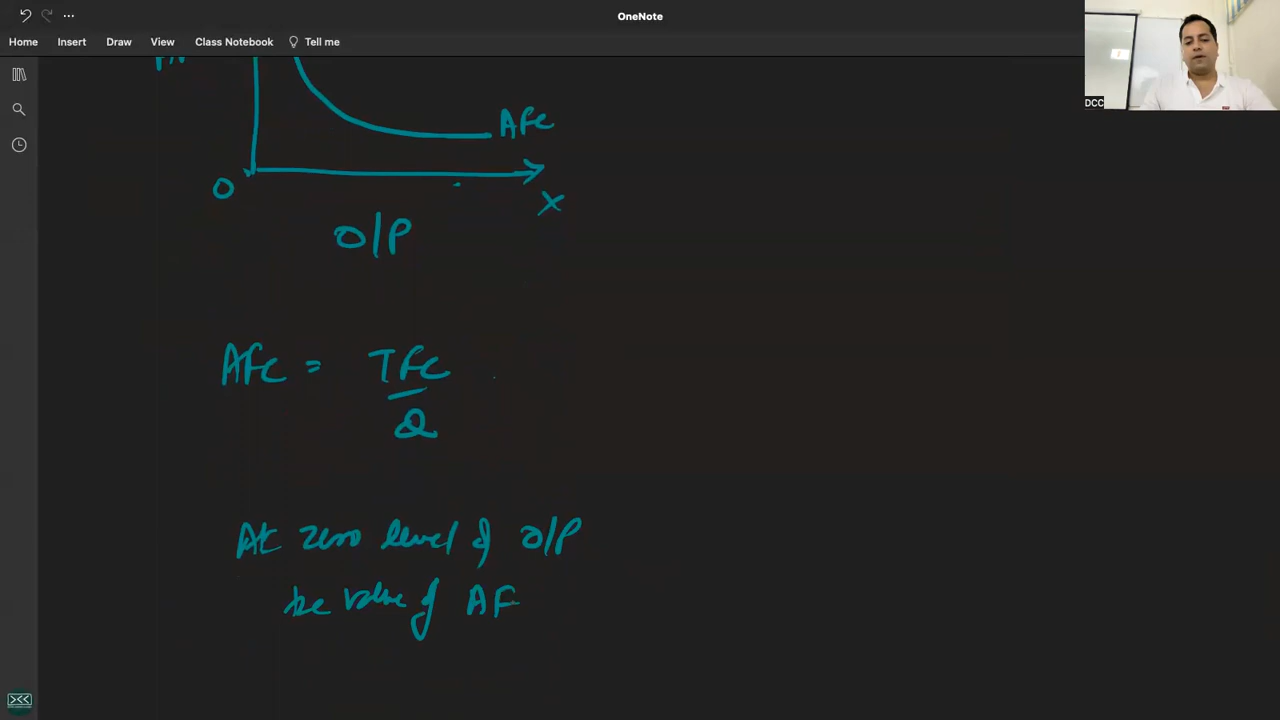 OneNote
Home Insert Draw View Class Notebook Tell me
DCC
AFC
O
X
O/P
AFC = TFC
Q
At zero level of O/P
the value of AF